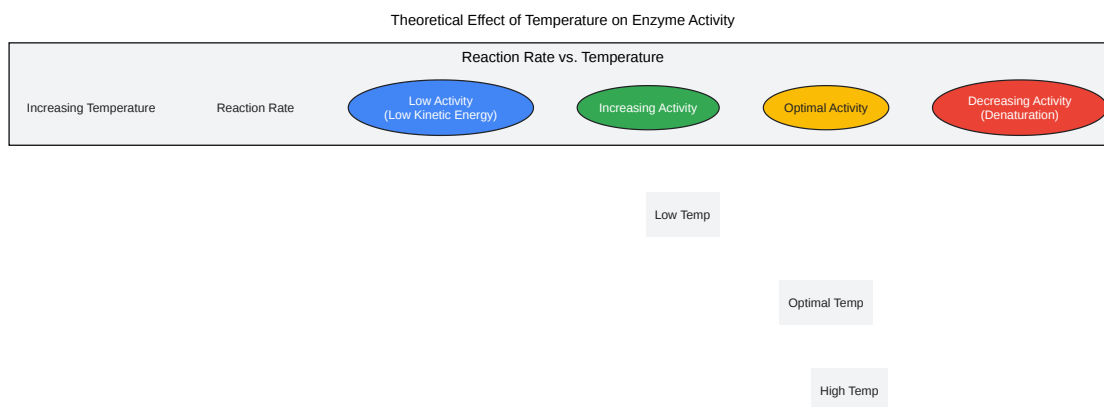 Theoretical Effect of Temperature on Enzyme Activity
Reaction Rate vs. Temperature
Increasing Temperature
Reaction Rate
Low Activity
(Low Kinetic Energy)
Increasing Activity
Optimal Activity
Decreasing Activity
(Denaturation)
Low Temp
Optimal Temp
High Temp